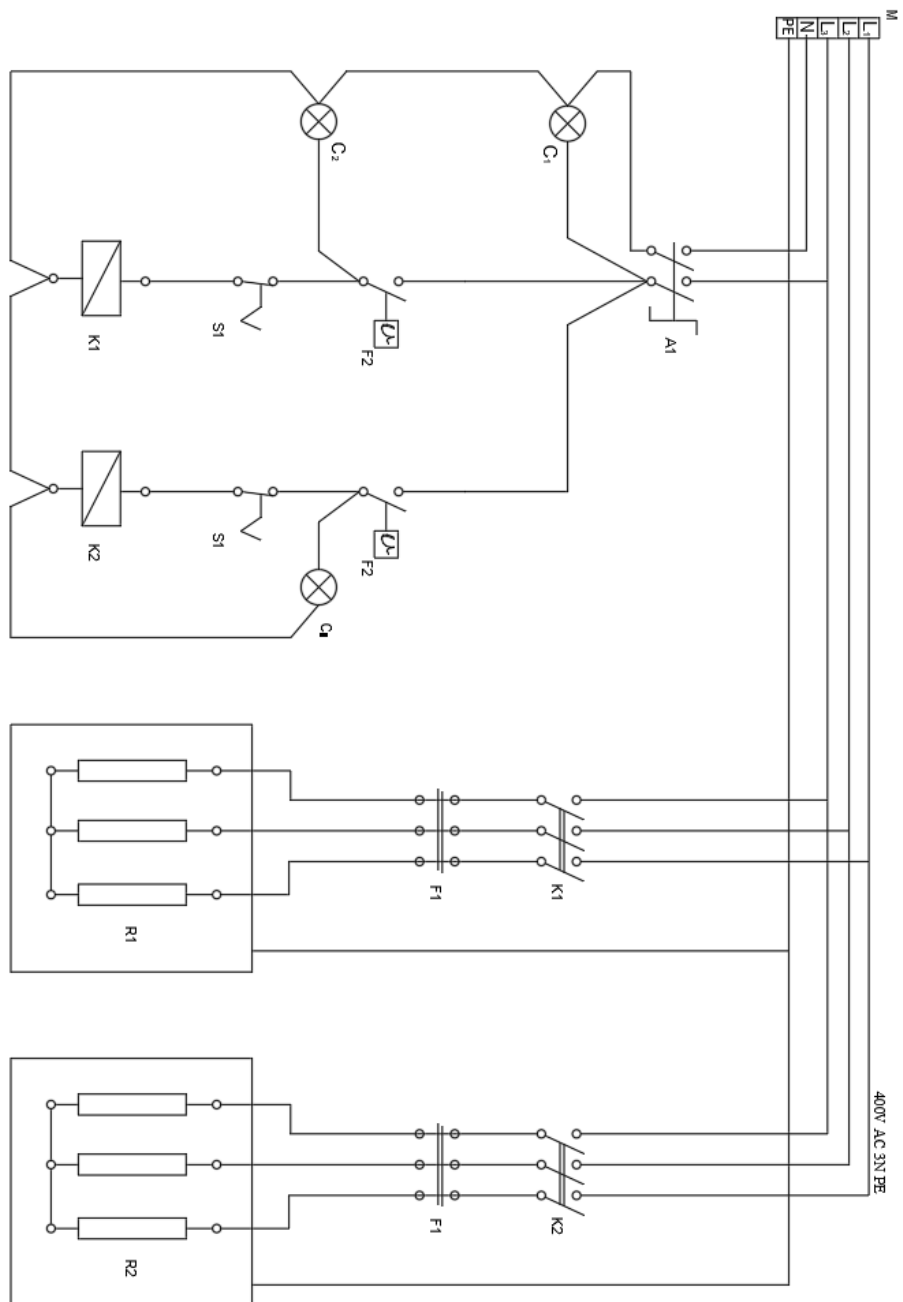 M
L₁
L₂
L₃
N
PE
400V AC 3N PE
C₂
C₁
A1
K1
S1
F2
K2
S1
F2
R1
F1
K1
R2
F1
K2